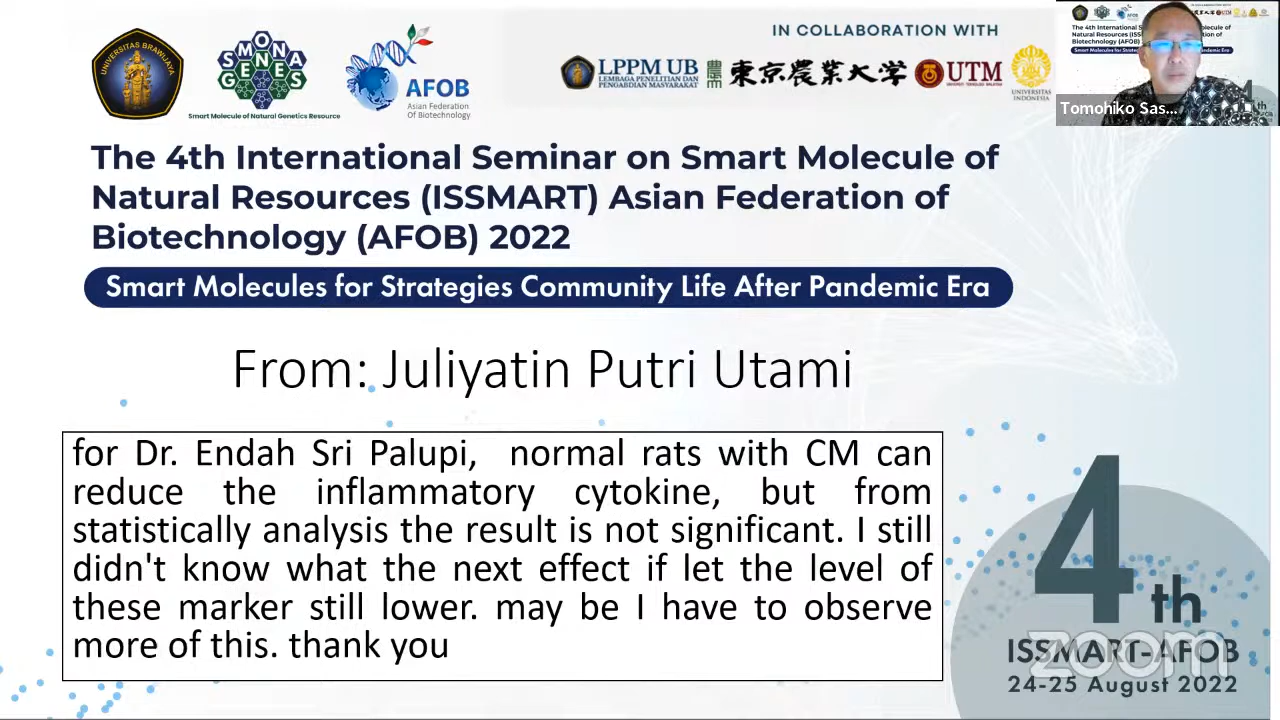 IN COLLABORATION WITH
UNIVERSITAS BRAWIJAYA
SMONAGENES
Smart Molecule of Natural Genetics Resource
AFOB
Asian Federation
Of Biotechnology
LPPM UB
LEMBAGA PENELITIAN DAN
PENGABDIAN MASYARAKAT
東京農業大学
UTM
UNIVERSITI TEKNOLOGI MALAYSIA
UNIVERSITAS
INDONESIA
Tomohiko Sas...
The 4th International Seminar on Smart Molecule of
Natural Resources (ISSMART) Asian Federation of
Biotechnology (AFOB) 2022
Smart Molecules for Strategies Community Life After Pandemic Era
From: Juliyatin Putri Utami
for Dr. Endah Sri Palupi, normal rats with CM can
reduce the inflammatory cytokine, but from
statistically analysis the result is not significant. I still
didn't know what the next effect if let the level of
these marker still lower. may be I have to observe
more of this. thank you
4th
ISSMART-AFOB
zoom
24-25 August 2022